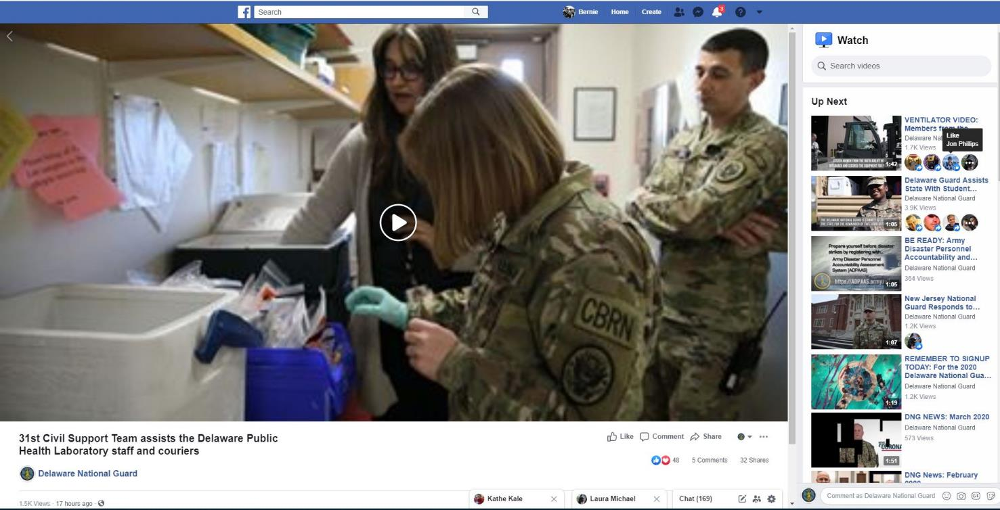 Search
Bernie Home Create
3
CBRN
31st Civil Support Team assists the Delaware Public
Health Laboratory staff and couriers
Delaware National Guard
1.5K Views · 17 hours ago ·
Like Comment Share
48 5 Comments 32 Shares
Kathe Kale
Laura Michael
Chat (169)
Watch
Search videos
Up Next
1:42
VENTILATOR VIDEO:
Members from the
Delaware Nat
1.7K Views
Like
Jon Phillips
1:05
Delaware Guard Assists
State With Student...
Delaware National Guard
3.9K Views
Prepare yourself before disaster
strikes by registering with...
Army Disaster Personnel
Accountability Assessment
System (ADPAAS)
https://ADPAAS.army.
1:05
BE READY: Army
Disaster Personnel
Accountability and...
Delaware National Guard
364 Views
1:07
New Jersey National
Guard Responds to...
Delaware National Guard
1.2K Views
1:19
REMEMBER TO SIGNUP
TODAY: For the 2020
Delaware National Gua...
Delaware National Guard
1.2K Views
1:51
DNG NEWS: March 2020
Delaware National Guard
573 Views
DNG News: February
Comment as Delaware National Guard
GIF